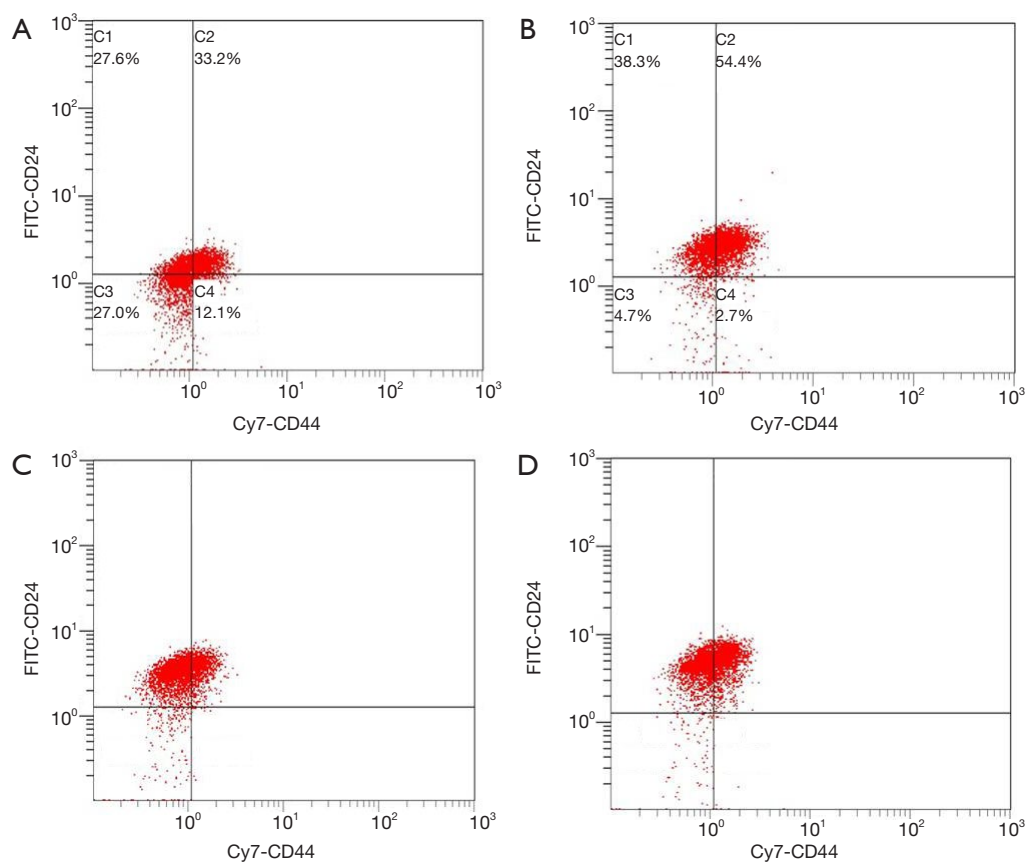 A
C1
27.6%
C2
33.2%
C3
27.0%
C4
12.1%
10³
10²
10¹
10⁰
FITC-CD24
10⁰
10¹
10²
10³
Cy7-CD44
B
C1
38.3%
C2
54.4%
C3
4.7%
C4
2.7%
10³
10²
10¹
10⁰
FITC-CD24
10⁰
10¹
10²
10³
Cy7-CD44
C
10³
10²
10¹
10⁰
FITC-CD24
10⁰
10¹
10²
10³
Cy7-CD44
D
10³
10²
10¹
10⁰
FITC-CD24
10⁰
10¹
10²
10³
Cy7-CD44